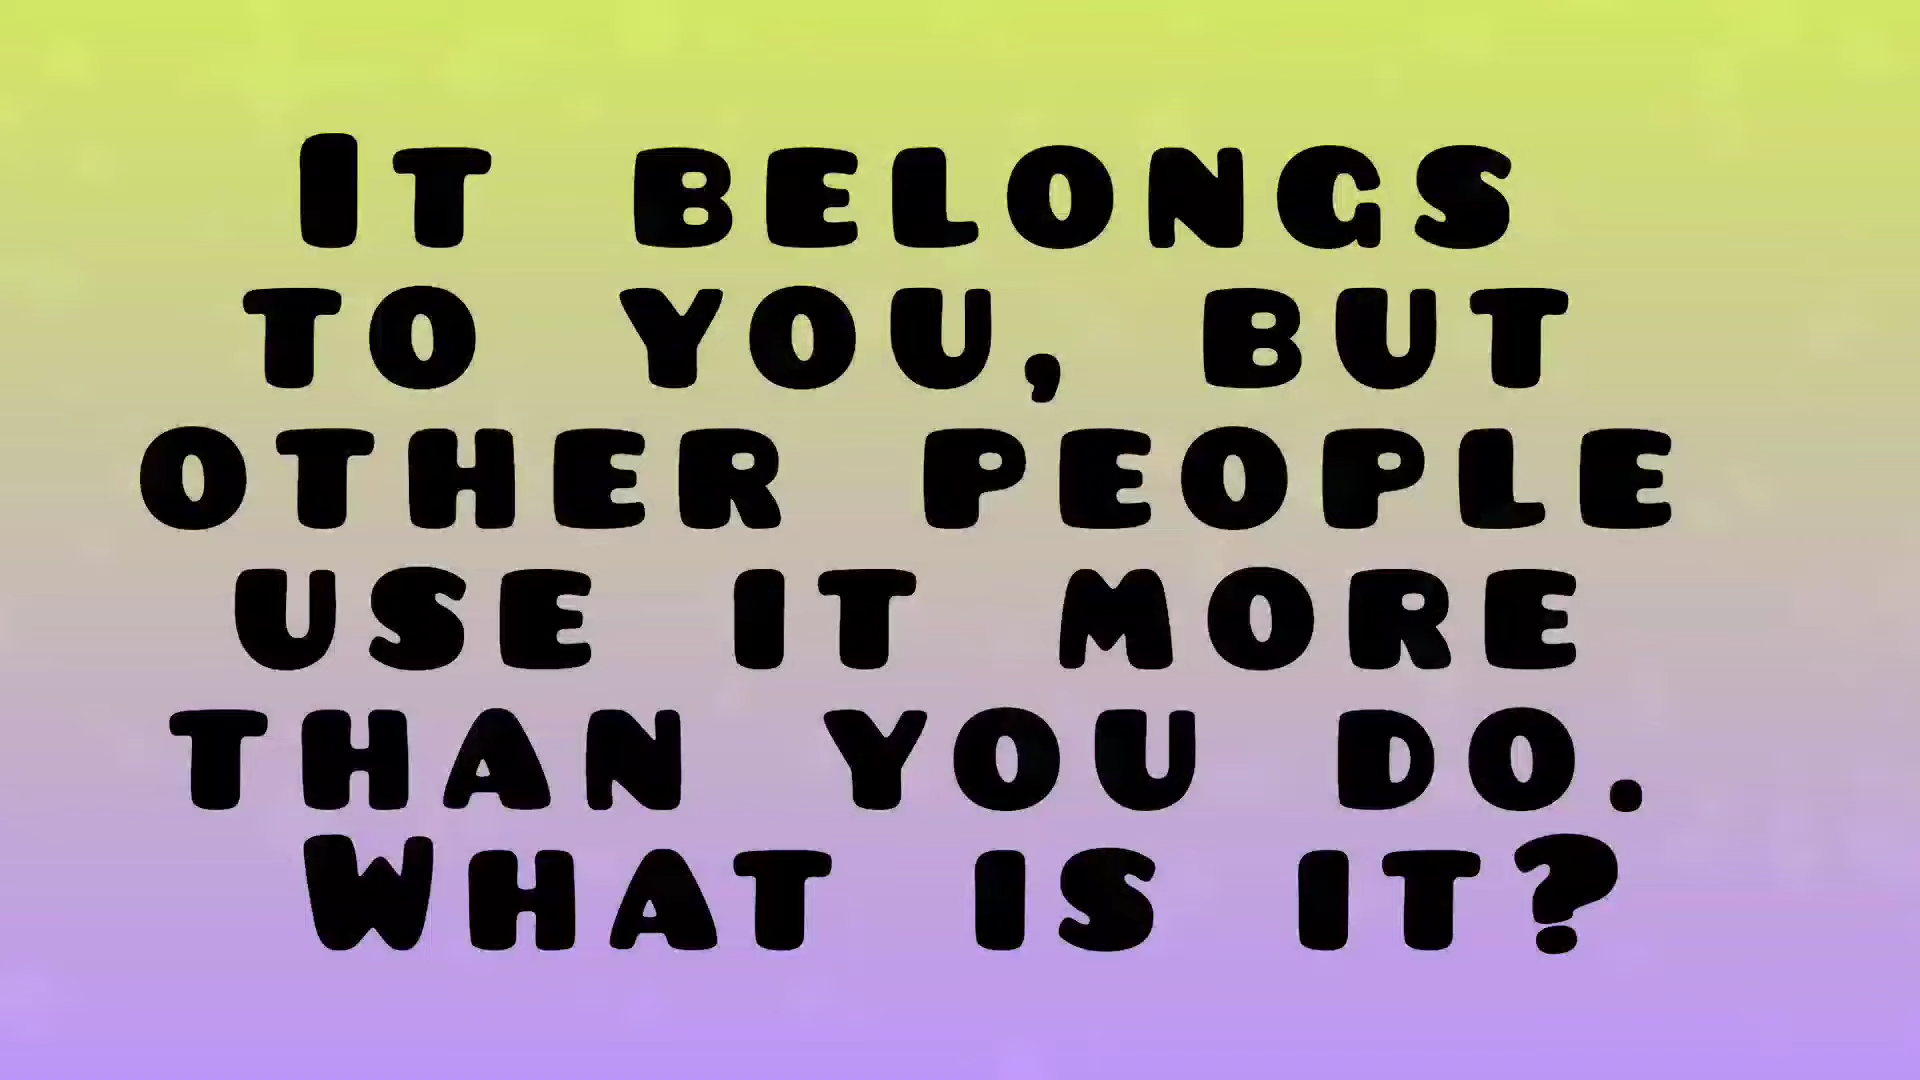 It belongs
to you, but
other people
use it more
than you do.
What is it?